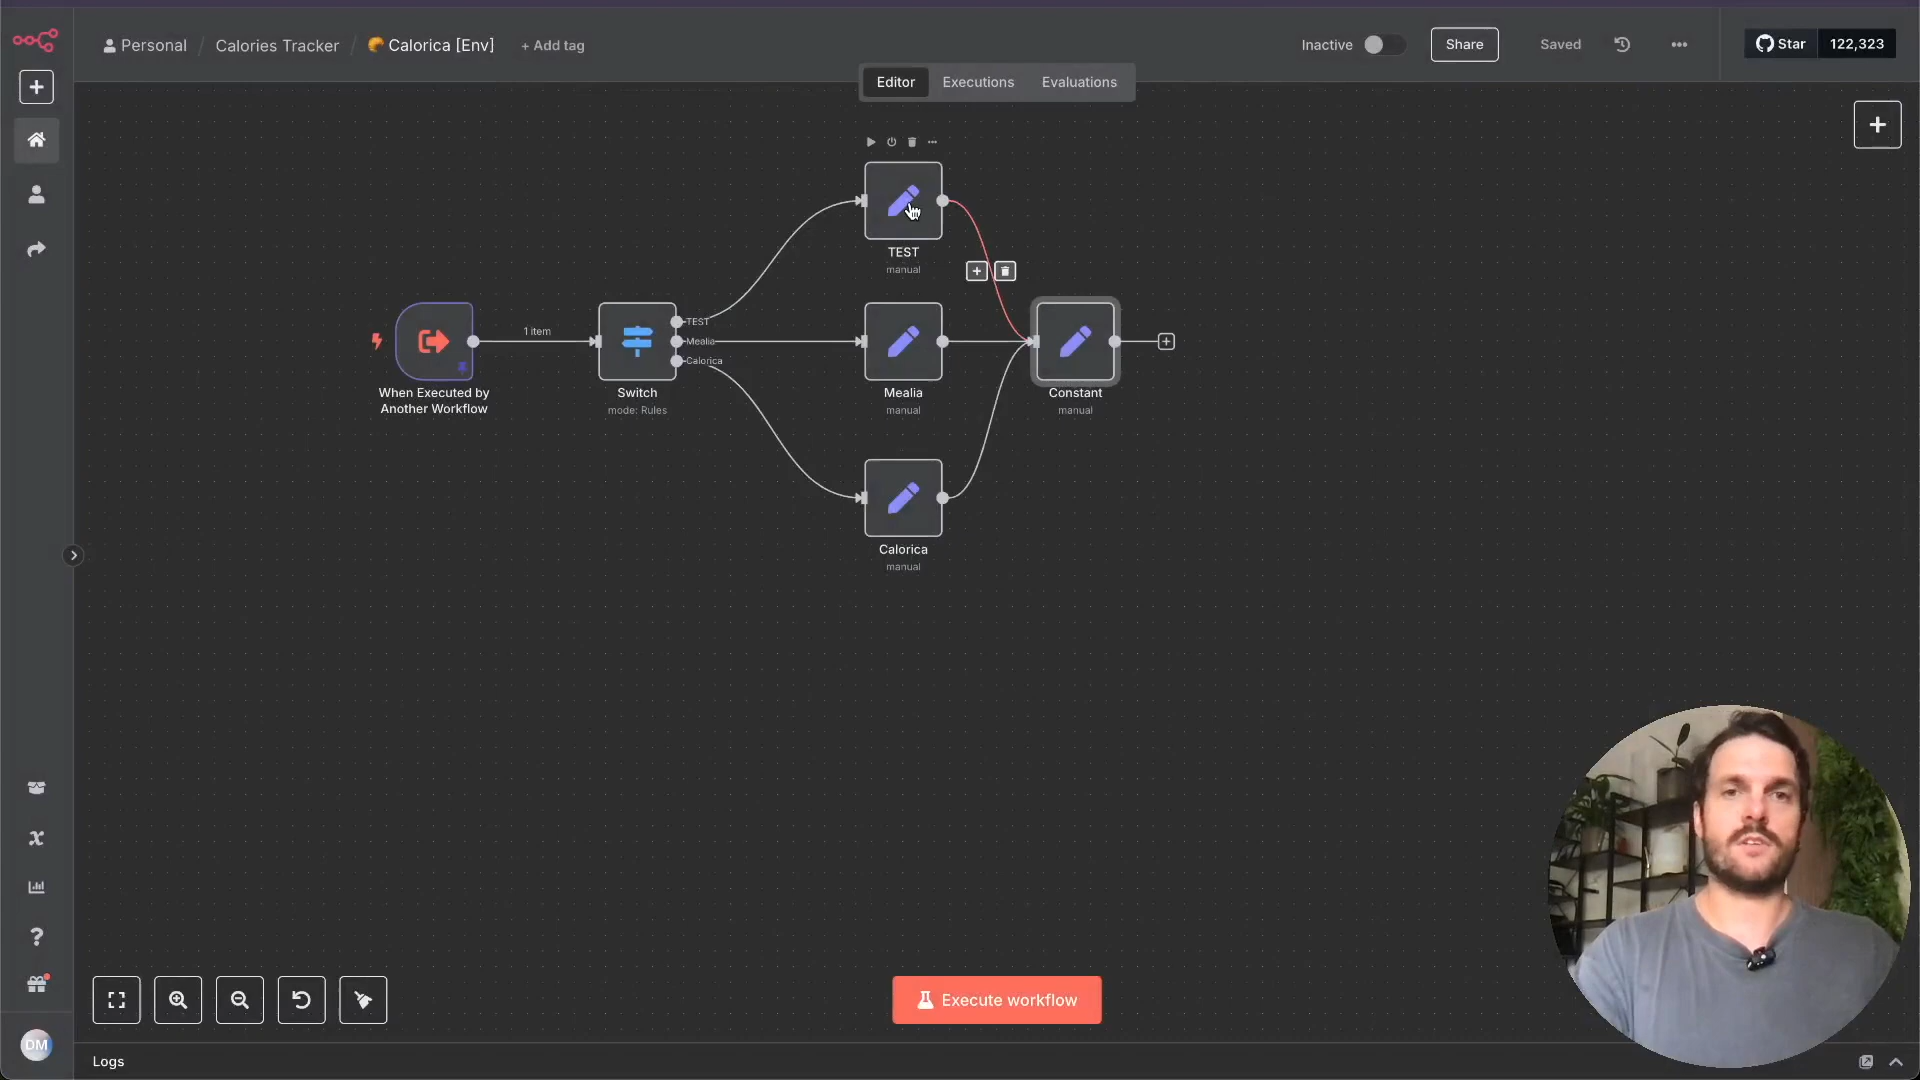 Personal / Calories Tracker / Calorica [Env] + Add tag
Inactive
Share
Saved
Star 122,323
Editor Executions Evaluations
TEST
manual
1 item
TEST
Mealia
Calorica
When Executed by
Another Workflow
Switch
mode: Rules
Mealia
manual
Constant
manual
Calorica
manual
Execute workflow
DM
Logs